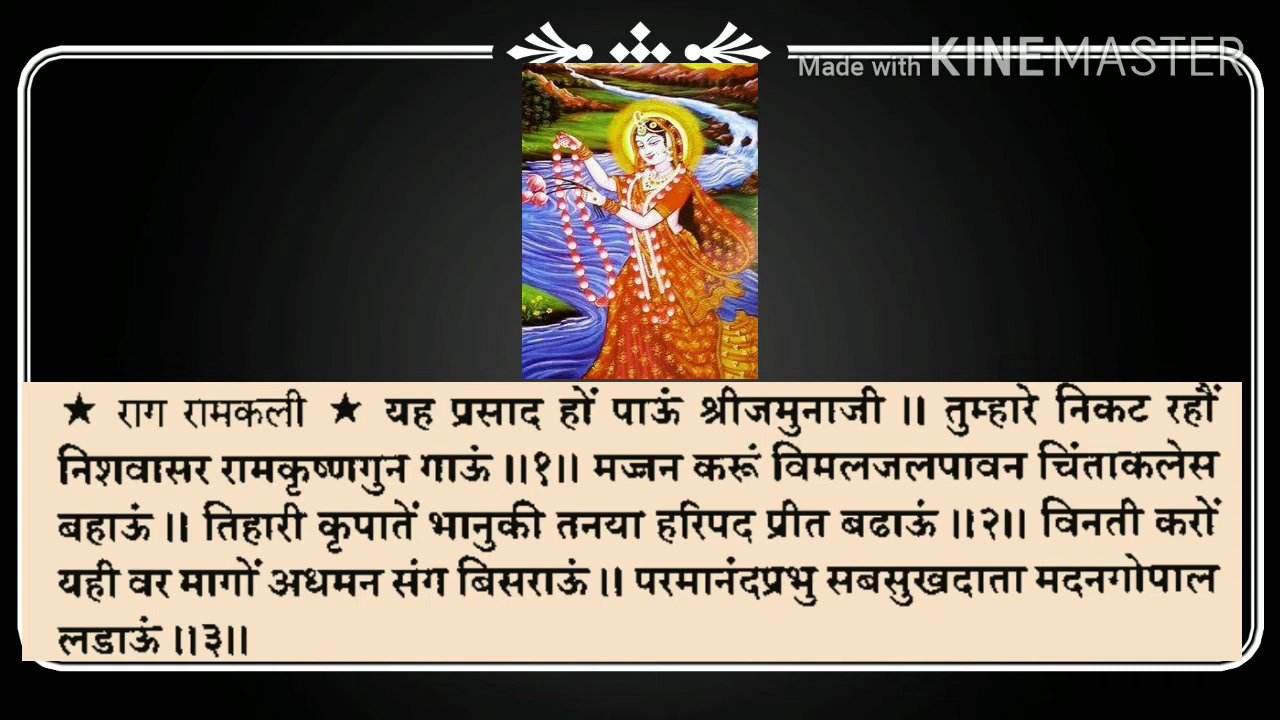 Made with KINEMASTER
★ राग रामकली ★ यह प्रसाद हों पाऊं श्रीजमुनाजी ।। तुम्हारे निकट रहौं
निशवासर रामकृष्णगुन गाऊं ।।१।। मज्जन करूं विमलजलपावन चिंताकलेस
बहाऊं ।। तिहारी कृपातें भानुकी तनया हरिपद प्रीत बढाऊं ।।२।। विनती करों
यही वर मागों अधमन संग बिसराऊं ।। परमानंदप्रभु सबसुखदाता मदनगोपाल
लडाऊं ।।३।।